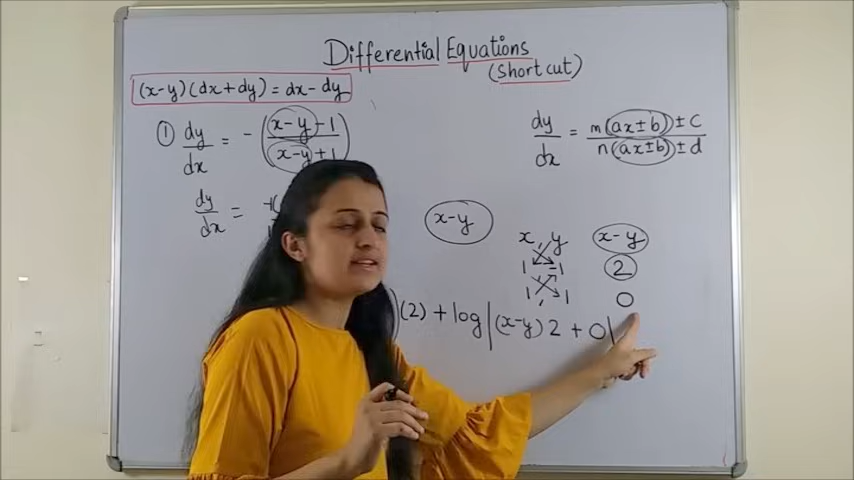 Differential Equations
(Short cut)
(x-y)(dx+dy) = dx-dy
① dy/dx = - (x-y-1 / x-y+1)
dy/dx = m(ax±b)±c / n(ax±b)±d
dy/dx =
x-y
x, y
1 -1
1, 1
x-y
2
0
(2) + log|(x-y)2 + 0|